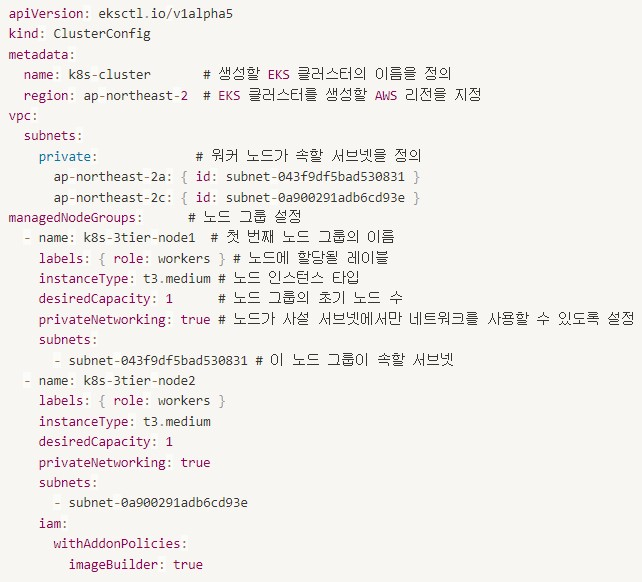 apiVersion: eksctl.io/v1alpha5
kind: ClusterConfig
metadata:
  name: k8s-cluster       # 생성할 EKS 클러스터의 이름을 정의
  region: ap-northeast-2  # EKS 클러스터를 생성할 AWS 리전을 지정
vpc:
  subnets:
    private:             # 워커 노드가 속할 서브넷을 정의
      ap-northeast-2a: { id: subnet-043f9df5bad530831 }
      ap-northeast-2c: { id: subnet-0a900291adb6cd93e }
managedNodeGroups:      # 노드 그룹 설정
  - name: k8s-3tier-node1  # 첫 번째 노드 그룹의 이름
    labels: { role: workers } # 노드에 할당될 레이블
    instanceType: t3.medium # 노드 인스턴스 타입
    desiredCapacity: 1      # 노드 그룹의 초기 노드 수
    privateNetworking: true # 노드가 사설 서브넷에서만 네트워크를 사용할 수 있도록 설정
    subnets:
      - subnet-043f9df5bad530831 # 이 노드 그룹이 속할 서브넷
  - name: k8s-3tier-node2
    labels: { role: workers }
    instanceType: t3.medium
    desiredCapacity: 1
    privateNetworking: true
    subnets:
      - subnet-0a900291adb6cd93e
    iam:
      withAddonPolicies:
        imageBuilder: true